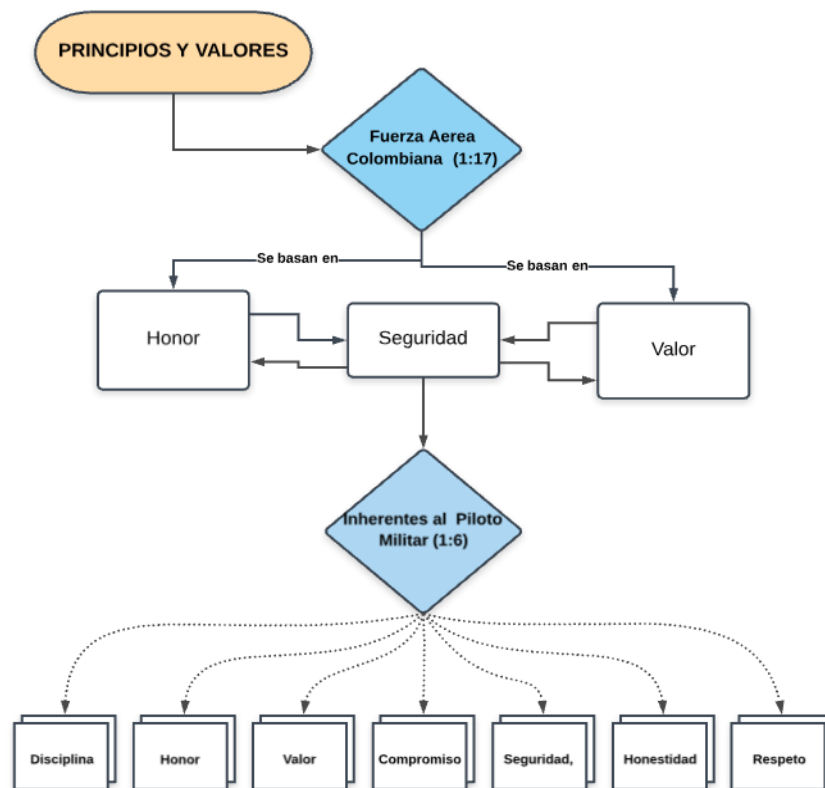 PRINCIPIOS Y VALORES
Fuerza Aerea
Colombiana (1:17)
Se basan en
Se basan en
Honor
Seguridad
Valor
Inherentes al Piloto
Militar (1:6)
Disciplina
Honor
Valor
Compromiso
Seguridad,
Honestidad
Respeto